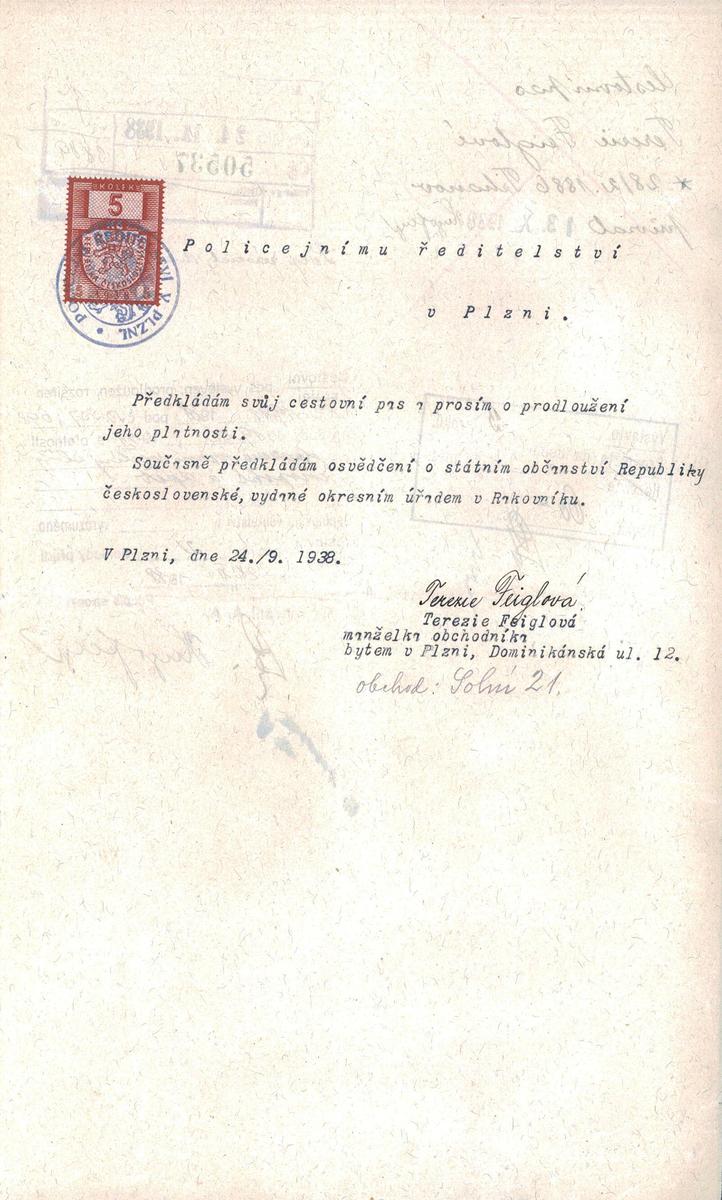 KOLEK
5
Policejnímu ředitelství
v Plzni.
Předkládám svůj cestovní pas a prosím o prodloužení
jeho platnosti.
Současně předkládám osvědčení o státním občanství Republiky
československé, vydané okresním úřadem v Rakovníku.
V Plzni, dne 24./9. 1938.
Terezie Feiglová.
Terezie Feiglová
manželka obchodníka
bytem v Plzni, Dominikánská ul. 12.
obchod: Solní 21.